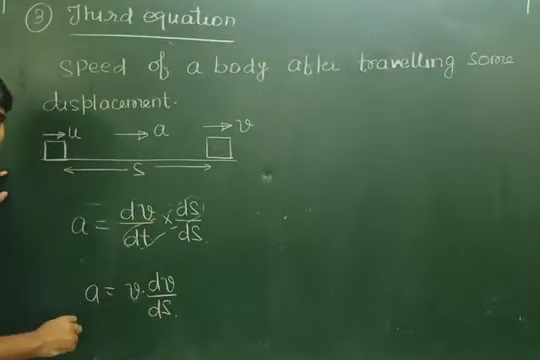 ③ Third equation
speed of a body after travelling some
displacement.
u a v
s
a = dv/dt × ds/ds
a = v. dv/ds.